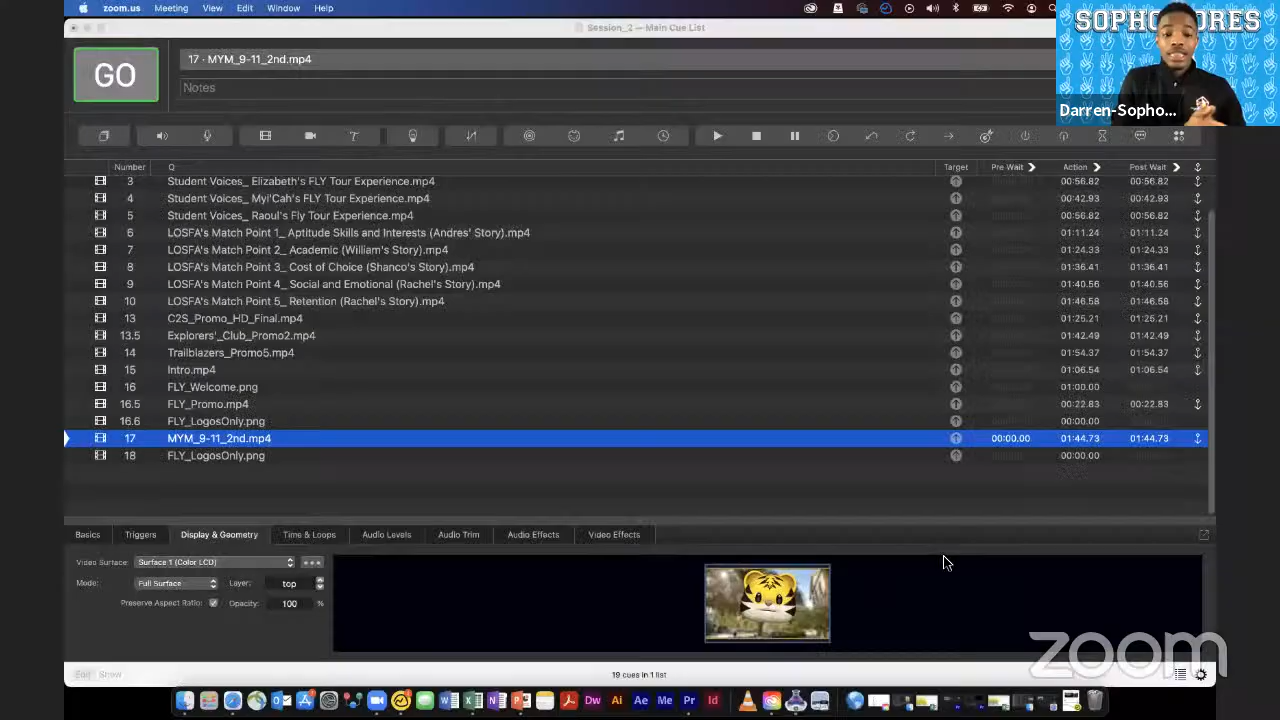 zoom.us Meeting View Edit Window Help
Session_2 — Main Cue List
SOPHOMORES
Darren-Sopho...
GO
17 · MYM_9-11_2nd.mp4
Notes
Number Q Target Pre Wait Action Post Wait
3 Student Voices_ Elizabeth's FLY Tour Experience.mp4 00:56.82 00:56.82
4 Student Voices_ Myi'Cah's FLY Tour Experience.mp4 00:42.93 00:42.93
5 Student Voices_ Raoul's Fly Tour Experience.mp4 00:56.82 00:56.82
6 LOSFA's Match Point 1_ Aptitude Skills and Interests (Andres' Story).mp4 01:11.24 01:11.24
7 LOSFA's Match Point 2_ Academic (William's Story).mp4 01:24.33 01:24.33
8 LOSFA's Match Point 3_ Cost of Choice (Shanco's Story).mp4 01:36.41 01:36.41
9 LOSFA's Match Point 4_ Social and Emotional (Rachel's Story).mp4 01:40.56 01:40.56
10 LOSFA's Match Point 5_ Retention (Rachel's Story).mp4 01:46.58 01:46.58
13 C2S_Promo_HD_Final.mp4 01:25.21 01:25.21
13.5 Explorers'_Club_Promo2.mp4 01:42.49 01:42.49
14 Trailblazers_Promo5.mp4 01:54.37 01:54.37
15 Intro.mp4 01:06.54 01:06.54
16 FLY_Welcome.png 01:00.00
16.5 FLY_Promo.mp4 00:22.83 00:22.83
16.6 FLY_LogosOnly.png 00:00.00
17 MYM_9-11_2nd.mp4 00:00.00 01:44.73 01:44.73
18 FLY_LogosOnly.png 00:00.00
Basics Triggers Display & Geometry Time & Loops Audio Levels Audio Trim Audio Effects Video Effects
Video Surface: Surface 1 (Color LCD)
Mode: Full Surface Layer: top
Preserve Aspect Ratio: Opacity: 100 %
zoom
Edit Show 19 cues in 1 list
Dw Ai Ae Me Pr Id